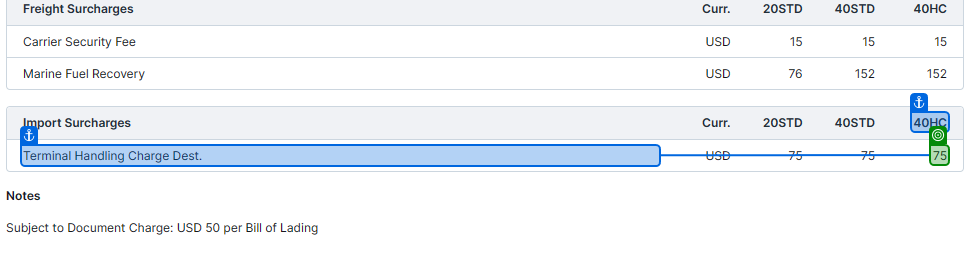 Freight Surcharges Curr. 20STD 40STD 40HC
Carrier Security Fee USD 15 15 15
Marine Fuel Recovery USD 76 152 152
Import Surcharges Curr. 20STD 40STD 40HC
Terminal Handling Charge Dest. USD 75 75 75
Notes
Subject to Document Charge: USD 50 per Bill of Lading